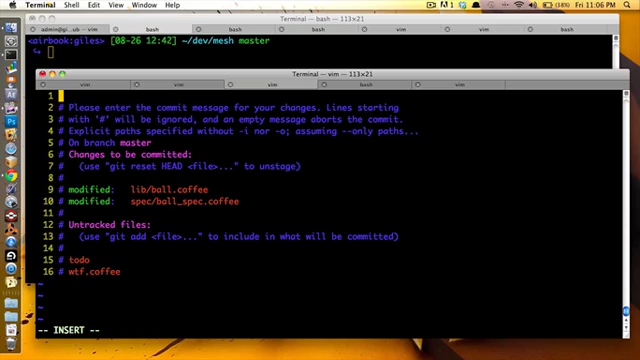 Terminal Shell Edit View Window Help
(38%) Fri 11:06 PM
Terminal — bash — 113×21
admin@gi...ub — vim bash bash bash
<airbook:giles> [08-26 12:42] ~/dev/mesh master
Terminal — vim — 113×21
vim vim vim bash vim
1
2 # Please enter the commit message for your changes. Lines starting
3 # with '#' will be ignored, and an empty message aborts the commit.
4 # Explicit paths specified without -i nor -o; assuming --only paths...
5 # On branch master
6 # Changes to be committed:
7 #   (use "git reset HEAD <file>..." to unstage)
8 #
9 # modified:   lib/ball.coffee
10 # modified:   spec/ball_spec.coffee
11 #
12 # Untracked files:
13 #   (use "git add <file>..." to include in what will be committed)
14 #
15 # todo
16 # wtf.coffee
~
~
~
-- INSERT --